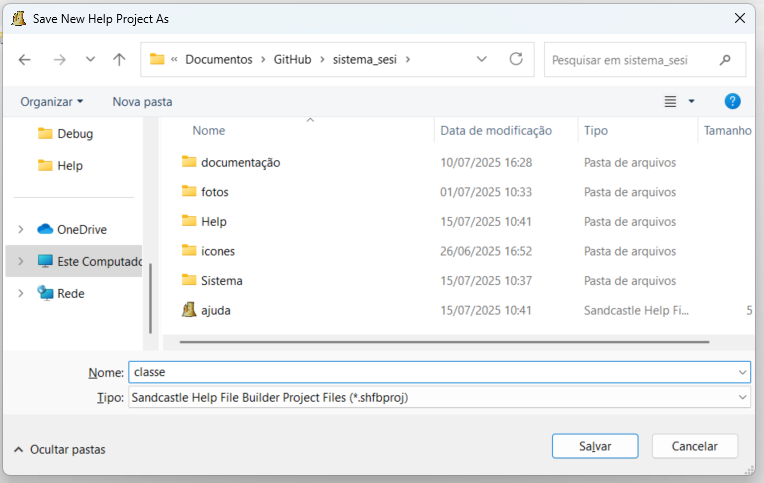 Save New Help Project As
« Documentos > GitHub > sistema_sesi >
Pesquisar em sistema_sesi
Organizar
Nova pasta
Debug
Help
OneDrive
Este Computado
Rede
Nome Data de modificação Tipo Tamanho
documentação 10/07/2025 16:28 Pasta de arquivos
fotos 01/07/2025 10:33 Pasta de arquivos
Help 15/07/2025 10:41 Pasta de arquivos
icones 26/06/2025 16:52 Pasta de arquivos
Sistema 15/07/2025 10:37 Pasta de arquivos
ajuda 15/07/2025 10:41 Sandcastle Help Fi... 5
Nome: classe
Tipo: Sandcastle Help File Builder Project Files (*.shfbproj)
Ocultar pastas
Salvar
Cancelar